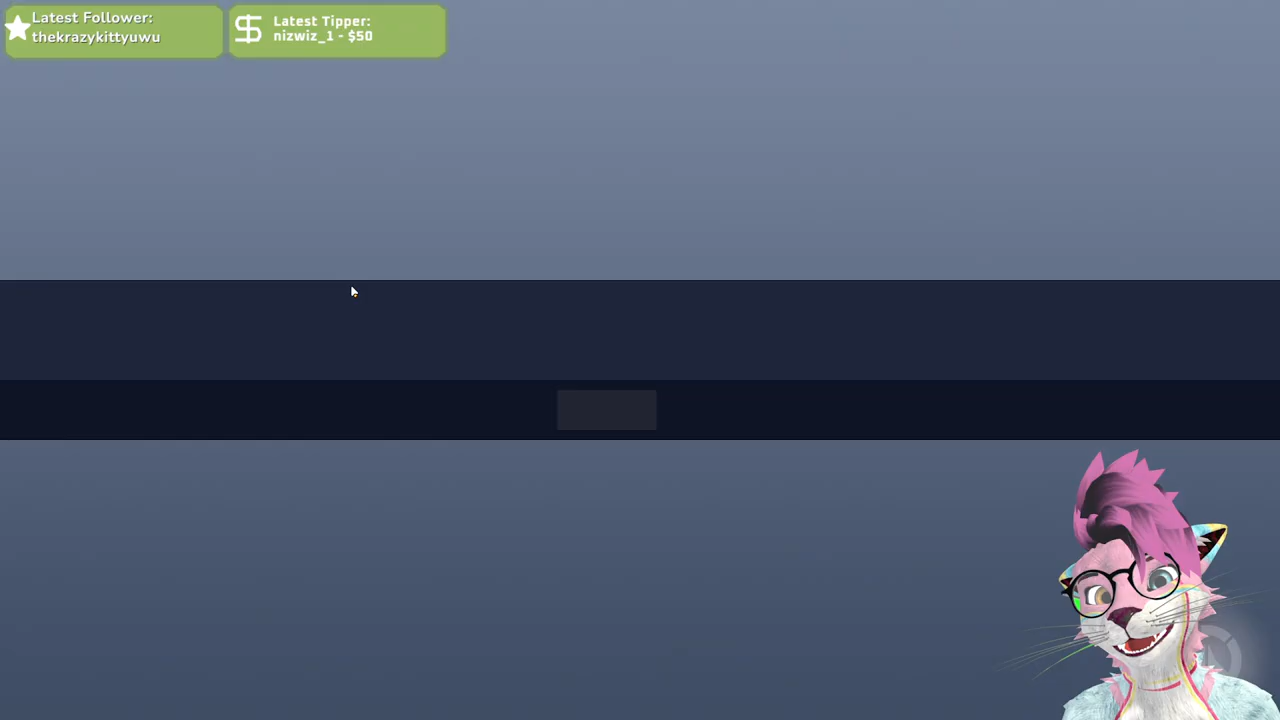 Latest Follower:
thekrazykittyuwu
Latest Tipper:
nizwiz_1 - $50